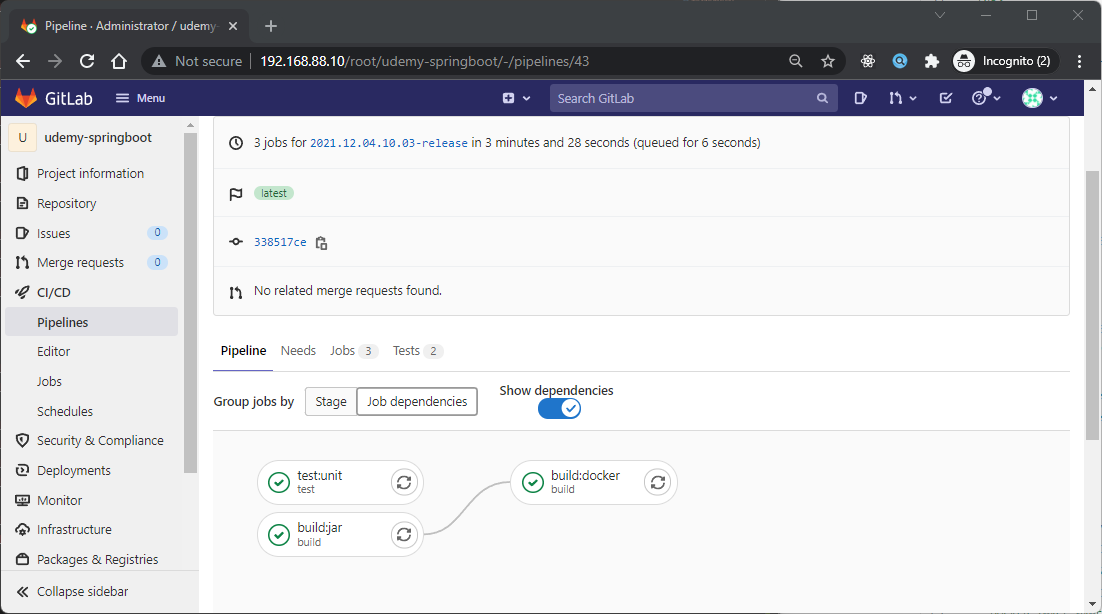 Pipeline · Administrator / udemy-
Not secure
192.168.88.10/root/udemy-springboot/-/pipelines/43
Incognito (2)
GitLab
Menu
Search GitLab
U
udemy-springboot
Project information
Repository
Issues
0
Merge requests
0
CI/CD
Pipelines
Editor
Jobs
Schedules
Security & Compliance
Deployments
Monitor
Infrastructure
Packages & Registries
Collapse sidebar
3 jobs for 2021.12.04.10.03-release in 3 minutes and 28 seconds (queued for 6 seconds)
latest
338517ce
No related merge requests found.
Pipeline Needs Jobs 3 Tests 2
Group jobs by Stage Job dependencies
Show dependencies
test:unit
test
build:jar
build
build:docker
build